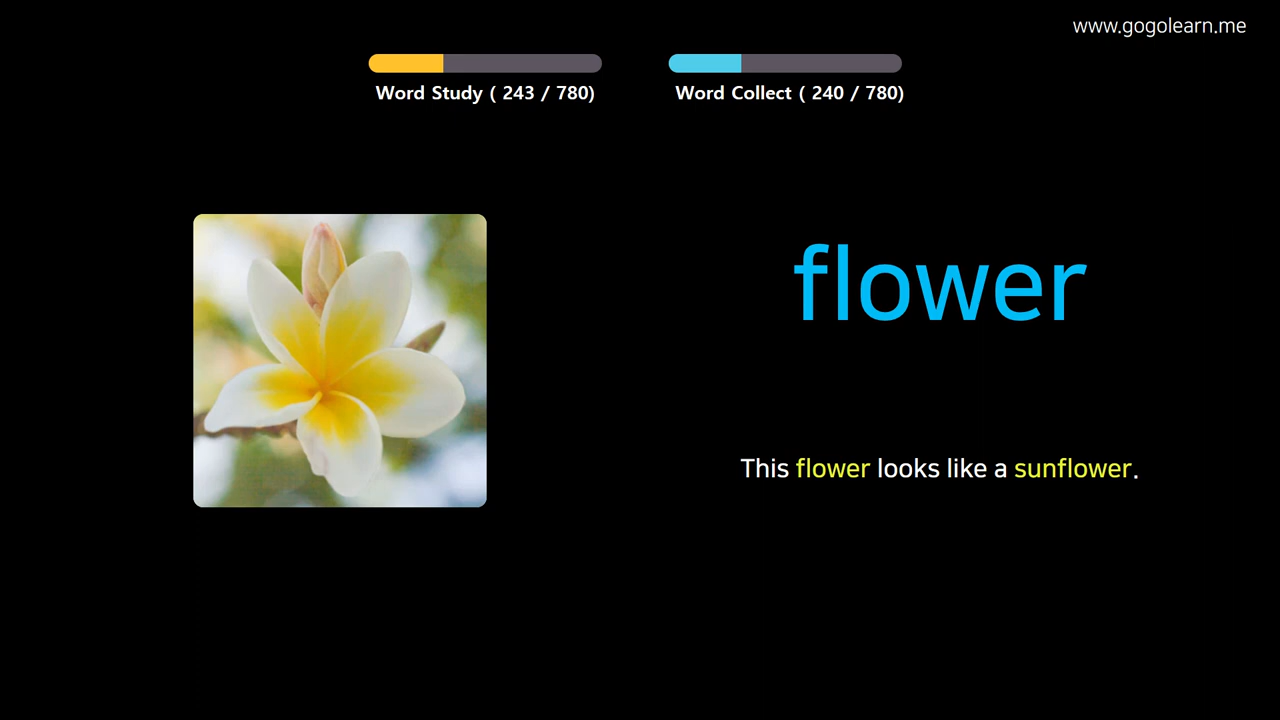 www.gogolearn.me
Word Study ( 243 / 780)
Word Collect ( 240 / 780)
flower
This flower looks like a sunflower.